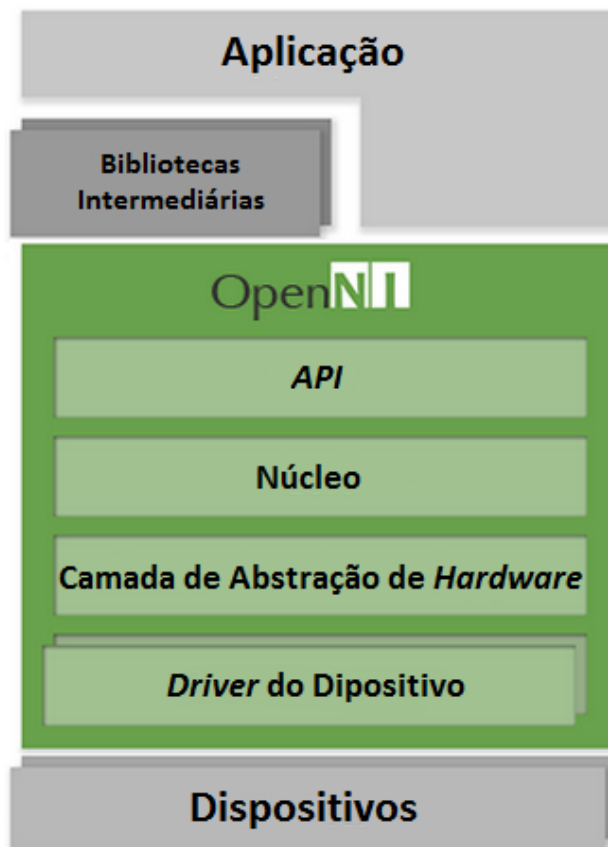 Aplicação
Bibliotecas
Intermediárias
OpenNI
API
Núcleo
Camada de Abstração de Hardware
Driver do Dipositivo
Dispositivos